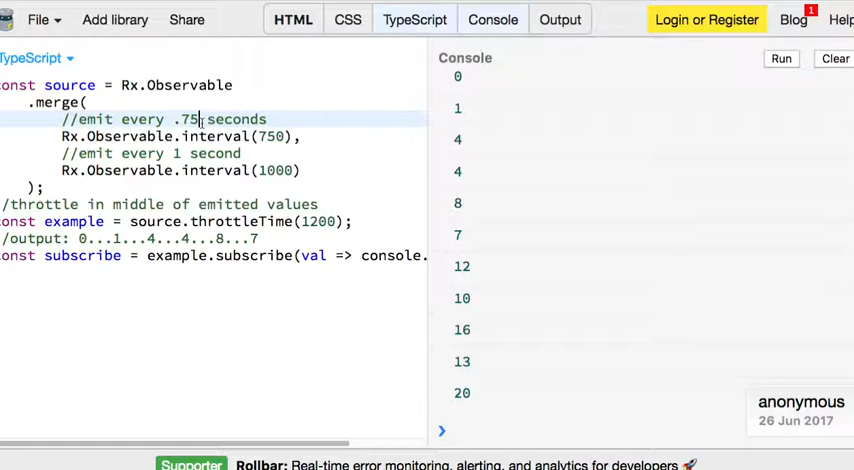 File Add library Share HTML CSS TypeScript Console Output Login or Register Blog 1 Help
TypeScript
Console Run Clear
onst source = Rx.Observable
.merge(
//emit every .75 seconds
Rx.Observable.interval(750),
//emit every 1 second
Rx.Observable.interval(1000)
);
/throttle in middle of emitted values
onst example = source.throttleTime(1200);
/output: 0...1...4...4...8...7
onst subscribe = example.subscribe(val => console.
0
1
4
4
8
7
12
10
16
13
20
❯
anonymous
26 Jun 2017
Supporter Rollbar: Real-time error monitoring, alerting, and analytics for developers 🚀